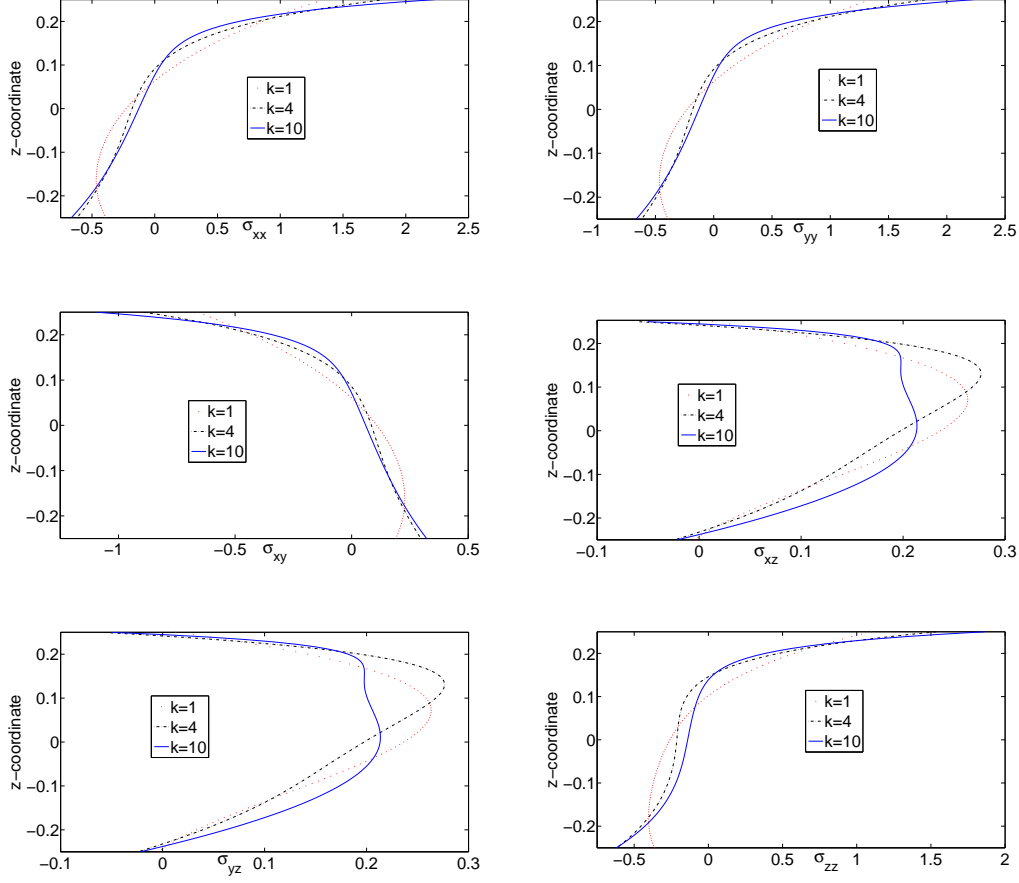 0.2
0.1
0
−0.1
−0.2
z−coordinate
k=1
k=4
k=10
−0.5 0 0.5 1 1.5 2 2.5
σxx
0.2
0.1
0
−0.1
−0.2
z−coordinate
k=1
k=4
k=10
−1 −0.5 0 0.5 1 1.5 2 2.5
σyy
0.2
0.1
0
−0.1
−0.2
z−coordinate
k=1
k=4
k=10
−1 −0.5 0 0.5
σxy
0.2
0.1
0
−0.1
−0.2
z−coordinate
k=1
k=4
k=10
−0.1 0 0.1 0.2 0.3
σxz
0.2
0.1
0
−0.1
−0.2
z−coordinate
k=1
k=4
k=10
−0.1 0 0.1 0.2 0.3
σyz
0.2
0.1
0
−0.1
−0.2
z−coordinate
k=1
k=4
k=10
−0.5 0 0.5 1 1.5 2
σzz